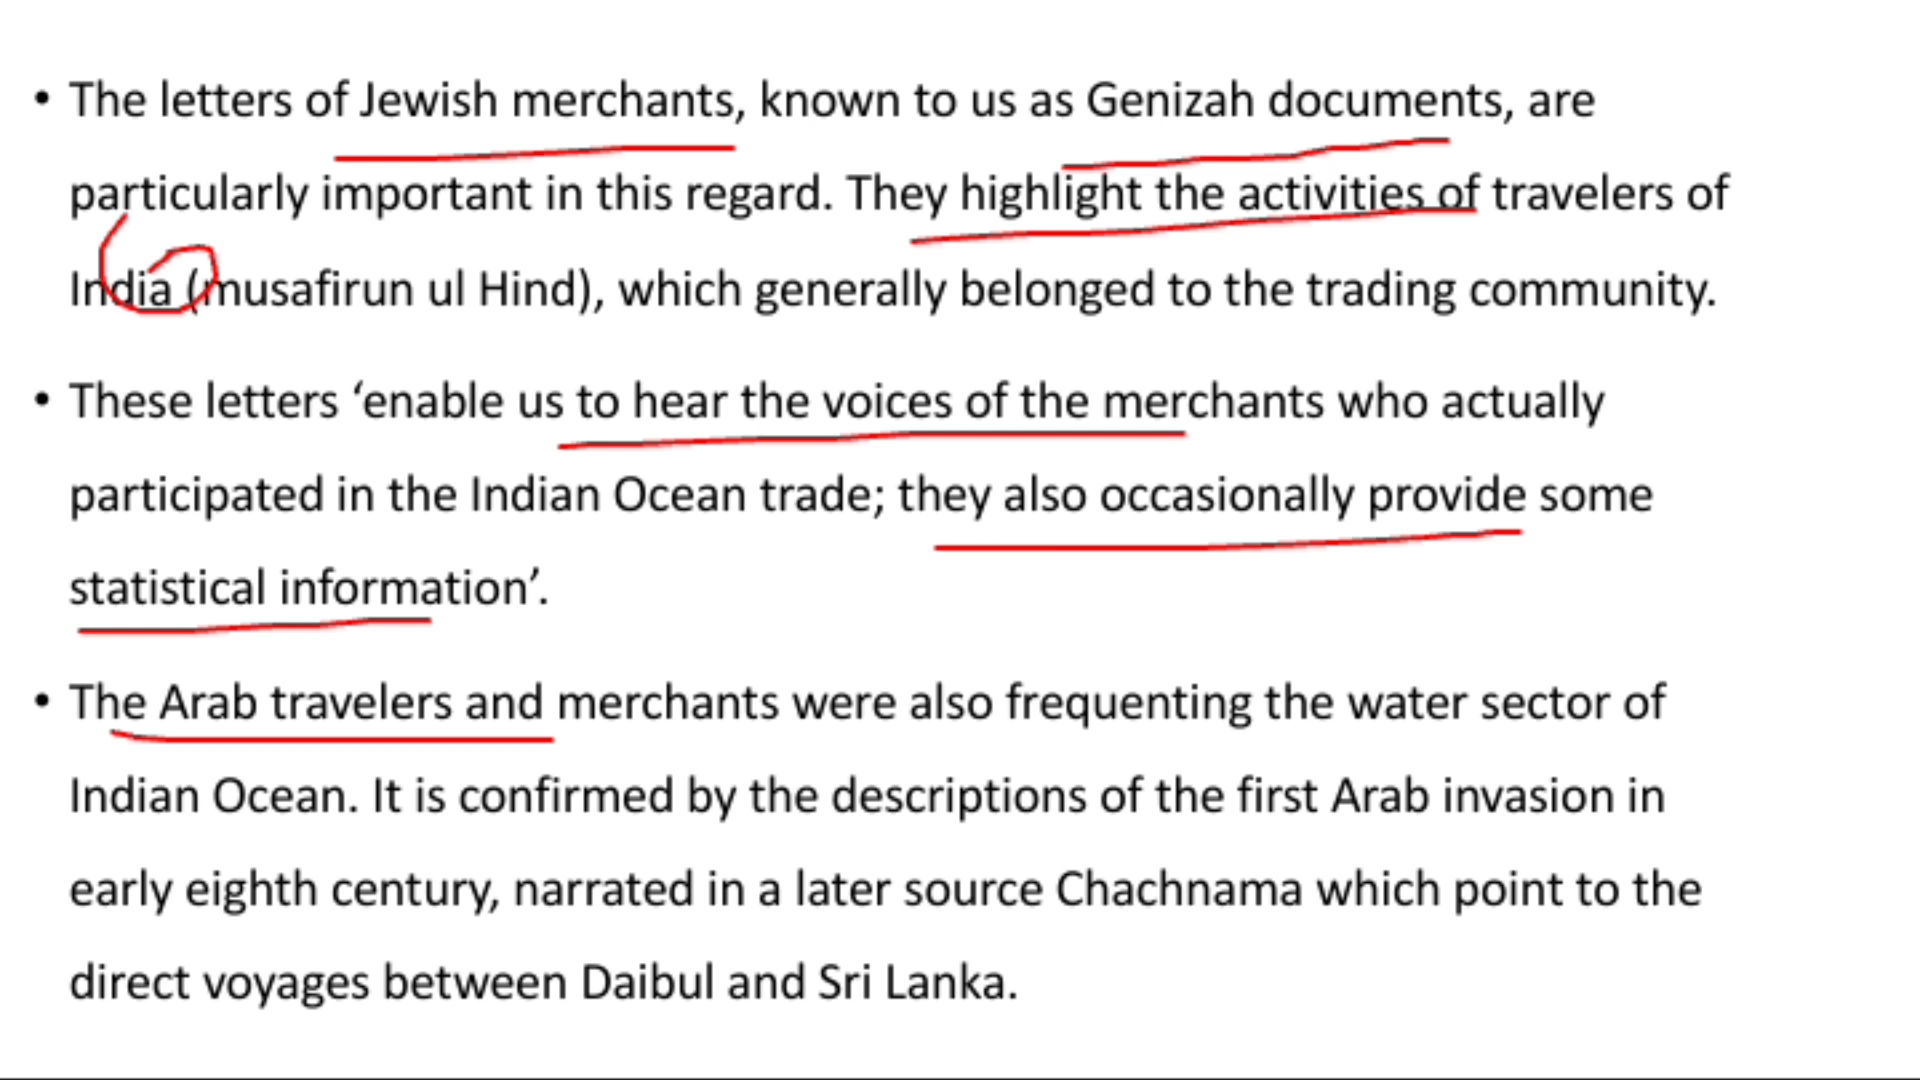 • The letters of Jewish merchants, known to us as Genizah documents, are
particularly important in this regard. They highlight the activities of travelers of
India (musafirun ul Hind), which generally belonged to the trading community.
• These letters ‘enable us to hear the voices of the merchants who actually
participated in the Indian Ocean trade; they also occasionally provide some
statistical information’.
• The Arab travelers and merchants were also frequenting the water sector of
Indian Ocean. It is confirmed by the descriptions of the first Arab invasion in
early eighth century, narrated in a later source Chachnama which point to the
direct voyages between Daibul and Sri Lanka.